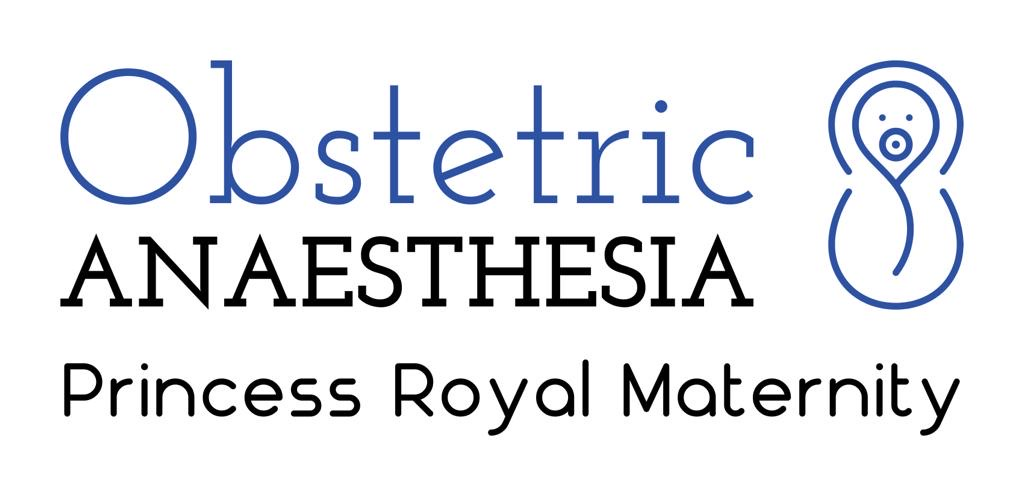 Obstetric
ANAESTHESIA
Princess Royal Maternity